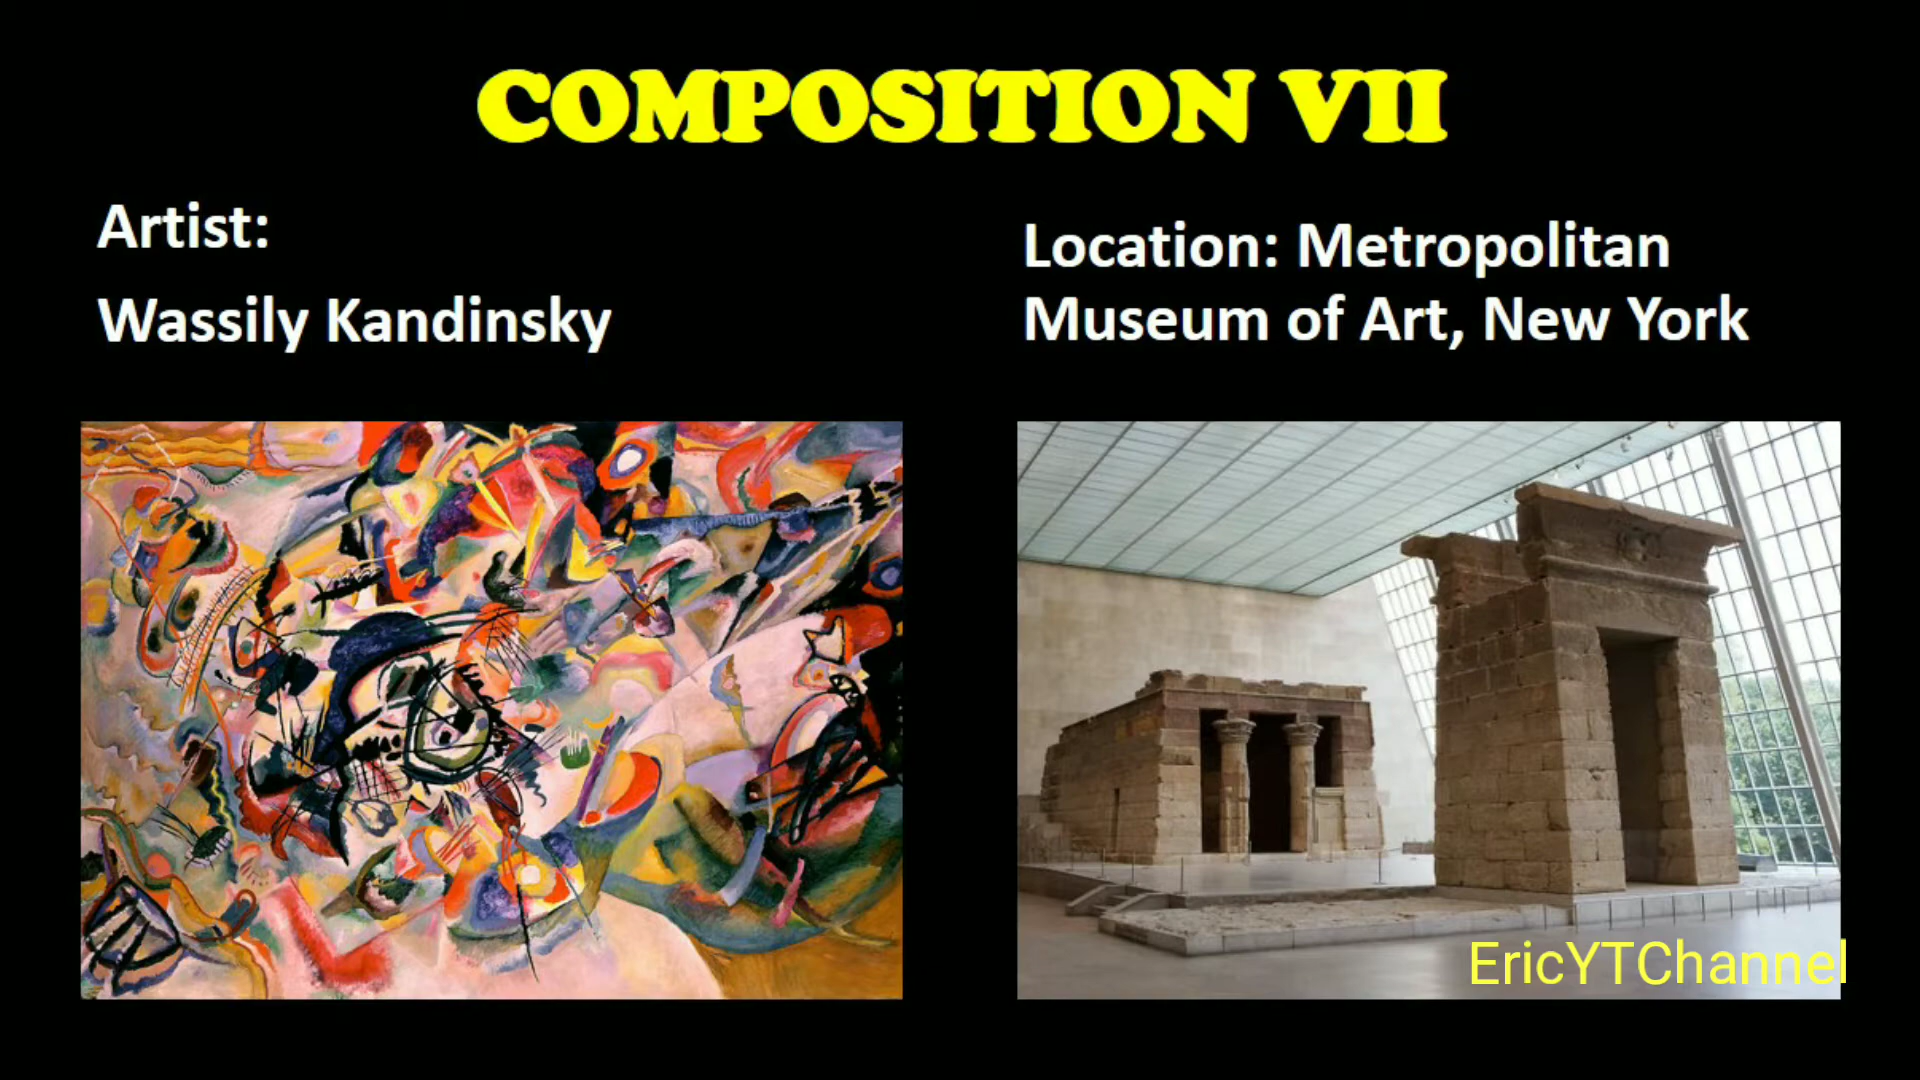 COMPOSITION VII
Artist:
Wassily Kandinsky
Location: Metropolitan
Museum of Art, New York
EricYTChannel